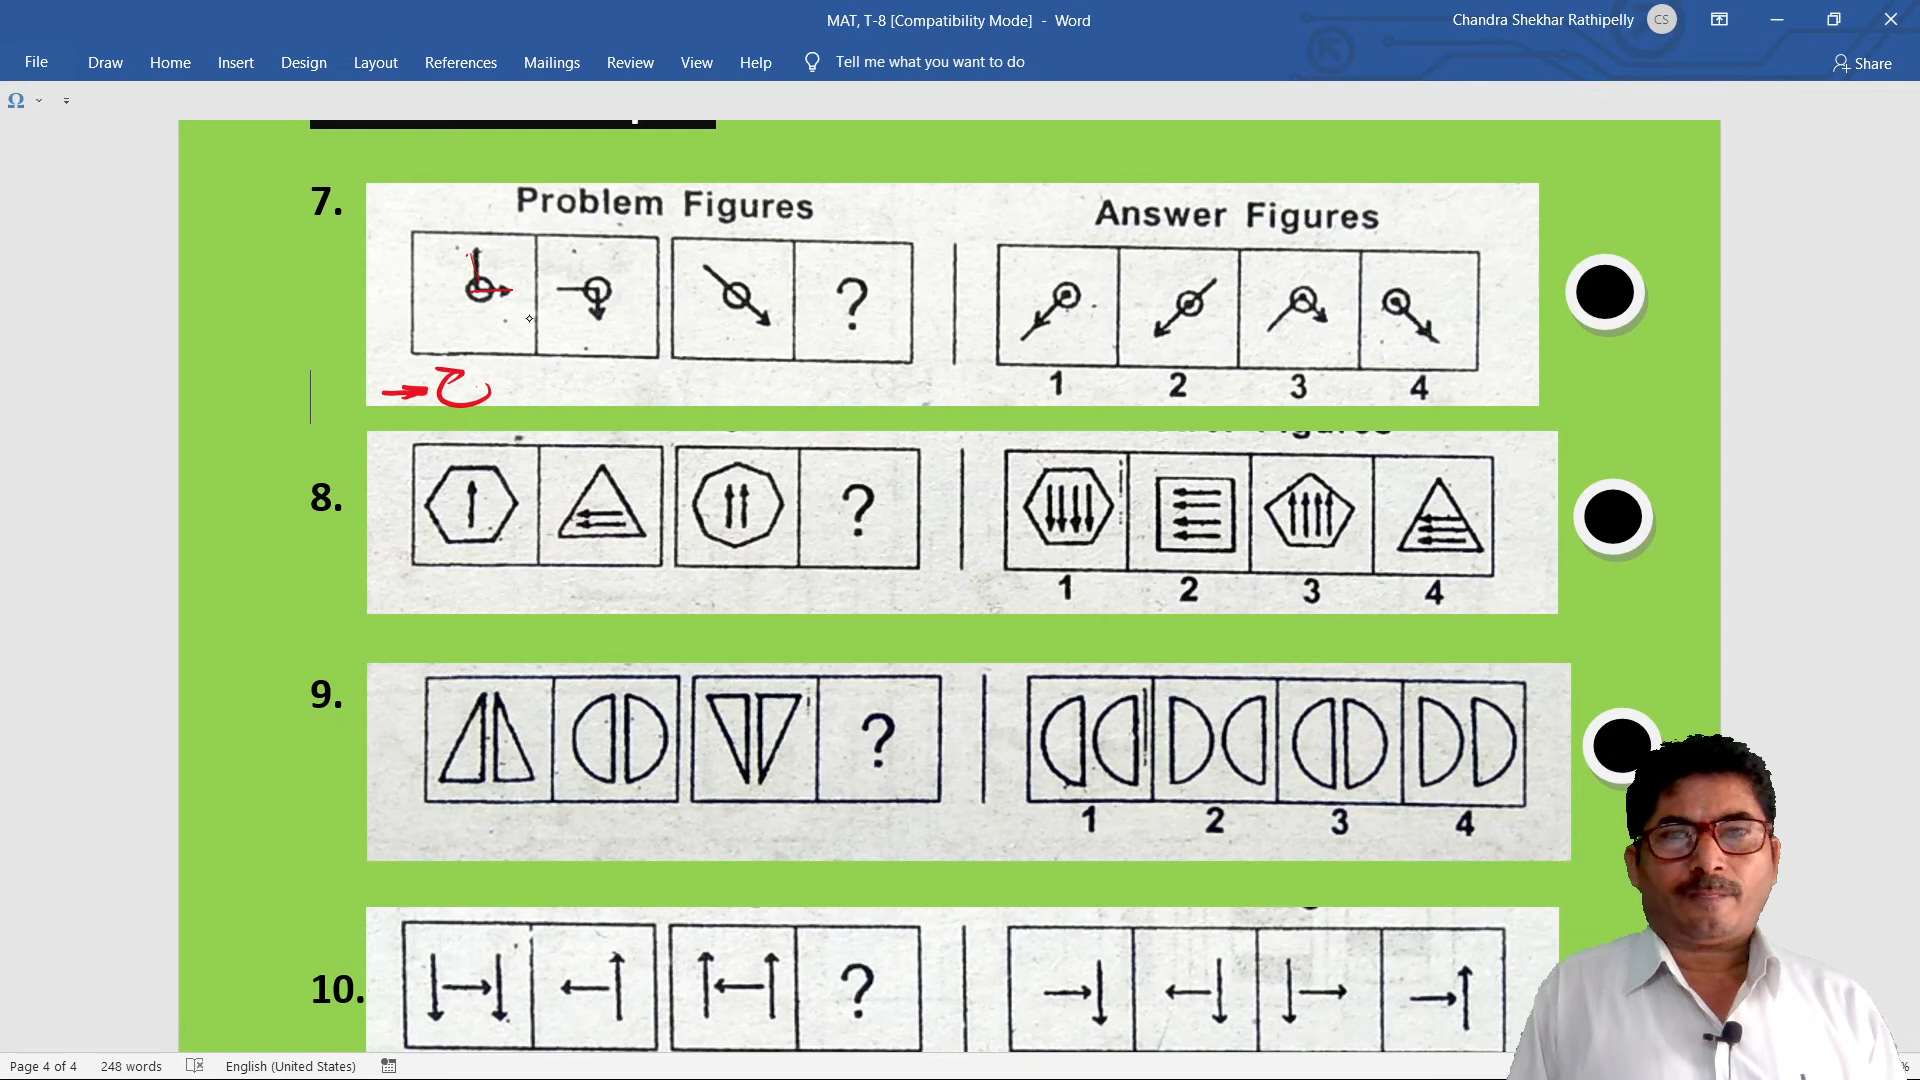 MAT, T-8 [Compatibility Mode] - Word
Chandra Shekhar Rathipelly
CS
File
Draw
Home
Insert
Design
Layout
References
Mailings
Review
View
Help
Tell me what you want to do
Share
7.
Problem Figures
Answer Figures
?
1
2
3
4
8.
?
1
2
3
4
9.
?
1
2
3
4
10.
?
Page 4 of 4
248 words
English (United States)